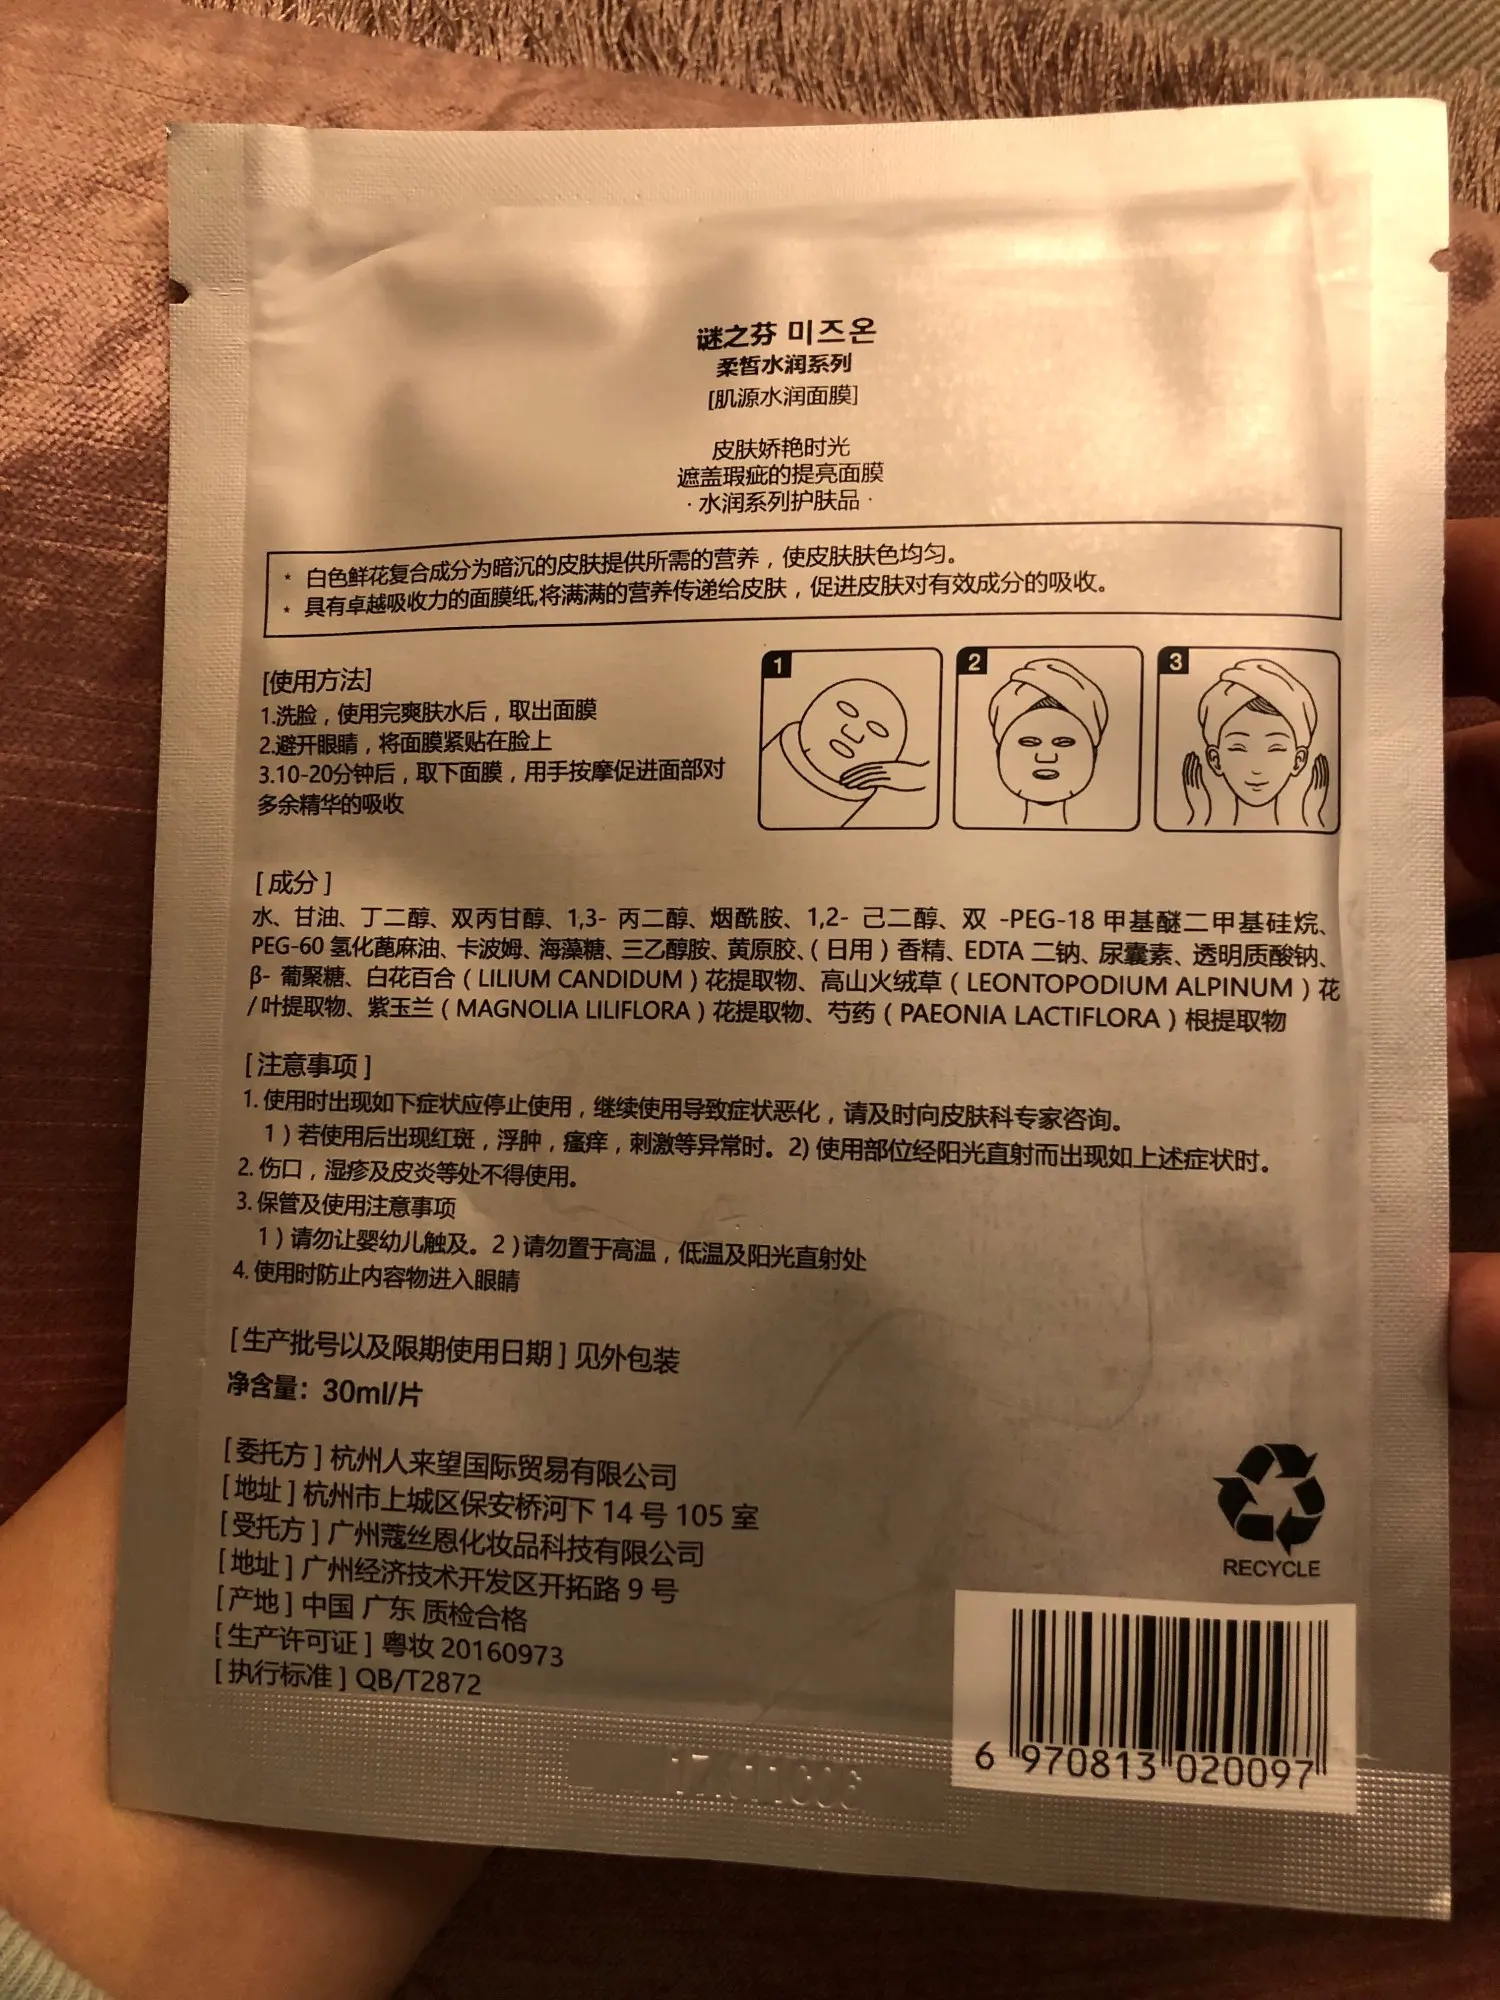 谜之芬 미즈온
柔皙水润系列
[肌源水润面膜]
皮肤娇艳时光
遮盖瑕疵的提亮面膜
· 水润系列护肤品 ·
* 白色鲜花复合成分为暗沉的皮肤提供所需的营养，使皮肤肤色均匀。
* 具有卓越吸收力的面膜纸,将满满的营养传递给皮肤，促进皮肤对有效成分的吸收。
[使用方法]
1.洗脸，使用完爽肤水后，取出面膜
2.避开眼睛，将面膜紧贴在脸上
3.10-20分钟后，取下面膜，用手按摩促进面部对
多余精华的吸收
1
2
3
[成分]
水、甘油、丁二醇、双丙甘醇、1,3- 丙二醇、烟酰胺、1,2- 己二醇、双 -PEG-18 甲基醚二甲基硅烷、
PEG-60 氢化蓖麻油、卡波姆、海藻糖、三乙醇胺、黄原胶、（日用）香精、EDTA 二钠、尿囊素、透明质酸钠、
β- 葡聚糖、白花百合（LILIUM CANDIDUM）花提取物、高山火绒草（LEONTOPODIUM ALPINUM）花
/ 叶提取物、紫玉兰（MAGNOLIA LILIFLORA）花提取物、芍药（PAEONIA LACTIFLORA）根提取物
[注意事项]
1. 使用时出现如下症状应停止使用，继续使用导致症状恶化，请及时向皮肤科专家咨询。
1）若使用后出现红斑，浮肿，瘙痒，刺激等异常时。2) 使用部位经阳光直射而出现如上述症状时。
2. 伤口，湿疹及皮炎等处不得使用。
3. 保管及使用注意事项
1）请勿让婴幼儿触及。2）请勿置于高温，低温及阳光直射处
4. 使用时防止内容物进入眼睛
[生产批号以及限期使用日期] 见外包装
净含量：30ml/片
[委托方] 杭州人来望国际贸易有限公司
[地址] 杭州市上城区保安桥河下 14 号 105 室
[受托方] 广州蔻丝恩化妆品科技有限公司
[地址] 广州经济技术开发区开拓路 9 号
[产地] 中国 广东 质检合格
[生产许可证] 粤妆 20160973
[执行标准] QB/T2872
RECYCLE
6 970813 020097